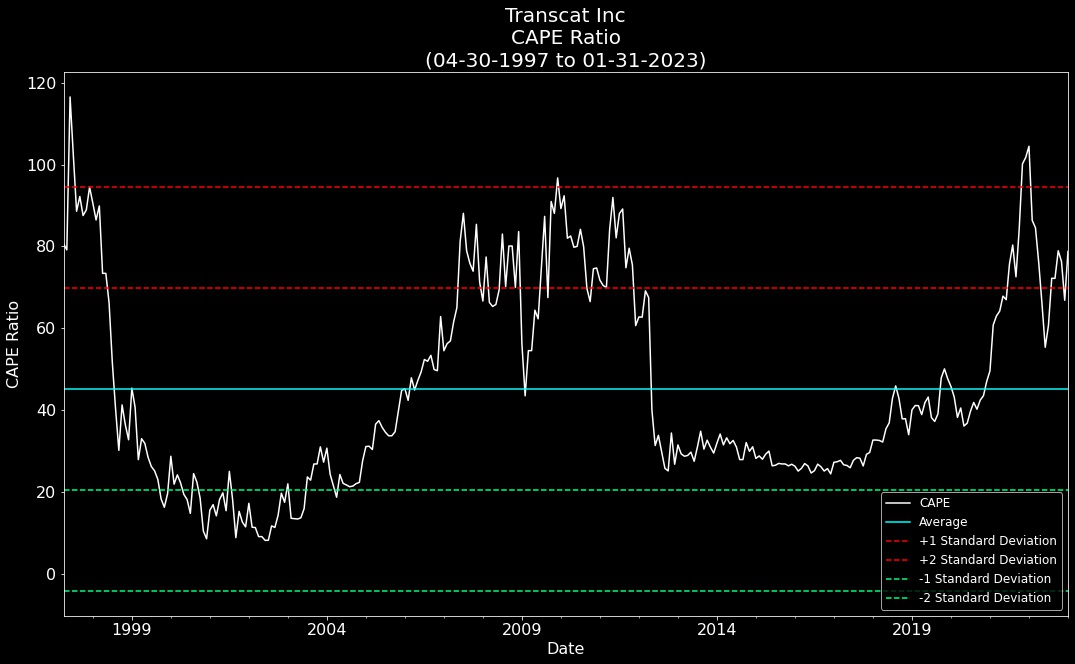 Transcat Inc
CAPE Ratio
(04-30-1997 to 01-31-2023)
120
100
80
60
40
20
0
CAPE Ratio
1999
2004
2009
2014
2019
Date
CAPE
Average
+1 Standard Deviation
+2 Standard Deviation
-1 Standard Deviation
-2 Standard Deviation